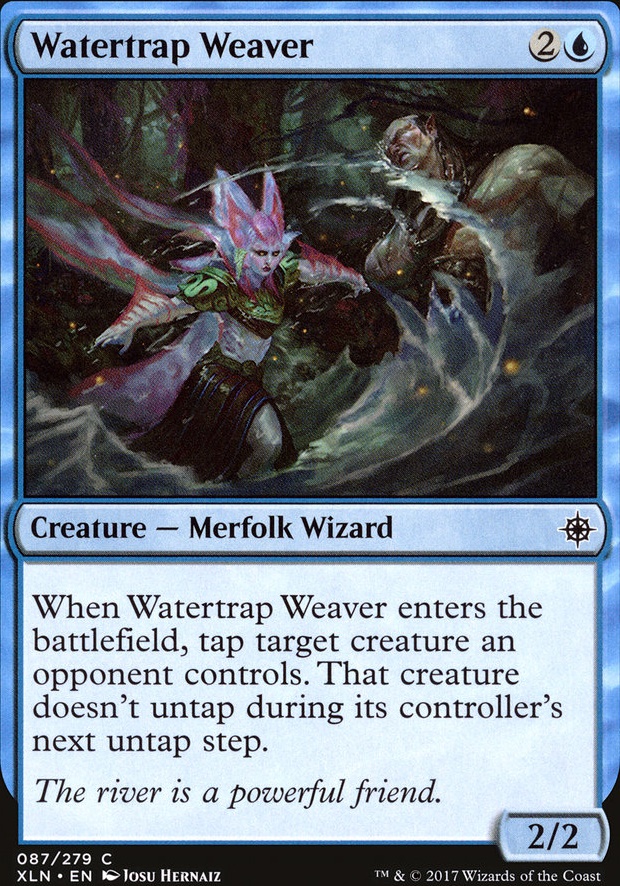 Watertrap Weaver 2
Creature — Merfolk Wizard
When Watertrap Weaver enters the
battlefield, tap target creature an
opponent controls. That creature
doesn't untap during its controller's
next untap step.
The river is a powerful friend.
2/2
087/279 C
XLN • EN Josu Hernaiz
™ & © 2017 Wizards of the Coast